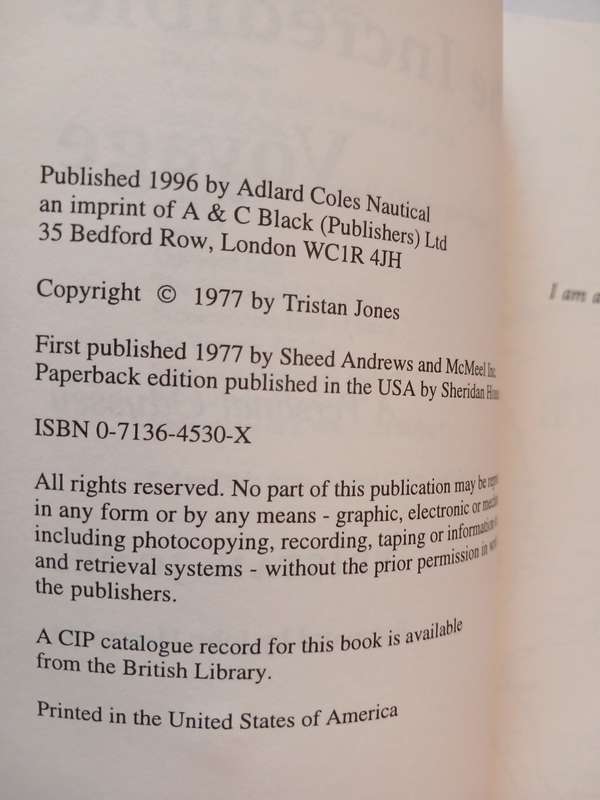 Published 1996 by Adlard Coles Nautical
an imprint of A & C Black (Publishers) Ltd
35 Bedford Row, London WC1R 4JH
Copyright © 1977 by Tristan Jones
First published 1977 by Sheed Andrews and McMeel Inc.
Paperback edition published in the USA by Sheridan
ISBN 0-7136-4530-X
All rights reserved. No part of this publication may be
in any form or by any means - graphic, electronic or
including photocopying, recording, taping or information
and retrieval systems - without the prior permission in
the publishers.
A CIP catalogue record for this book is available
from the British Library.
Printed in the United States of America
I am a